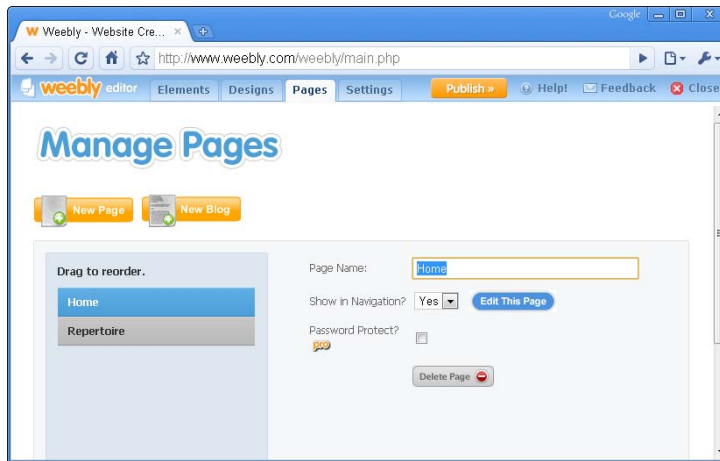 Google
Weebly - Website Cre...
http://www.weebly.com/weebly/main.php
weebly editor Elements Designs Pages Settings Publish » Help! Feedback Close
Manage Pages
New Page New Blog
Drag to reorder.
Home
Repertoire
Page Name: Home
Show in Navigation? Yes Edit This Page
Password Protect?
pro
Delete Page